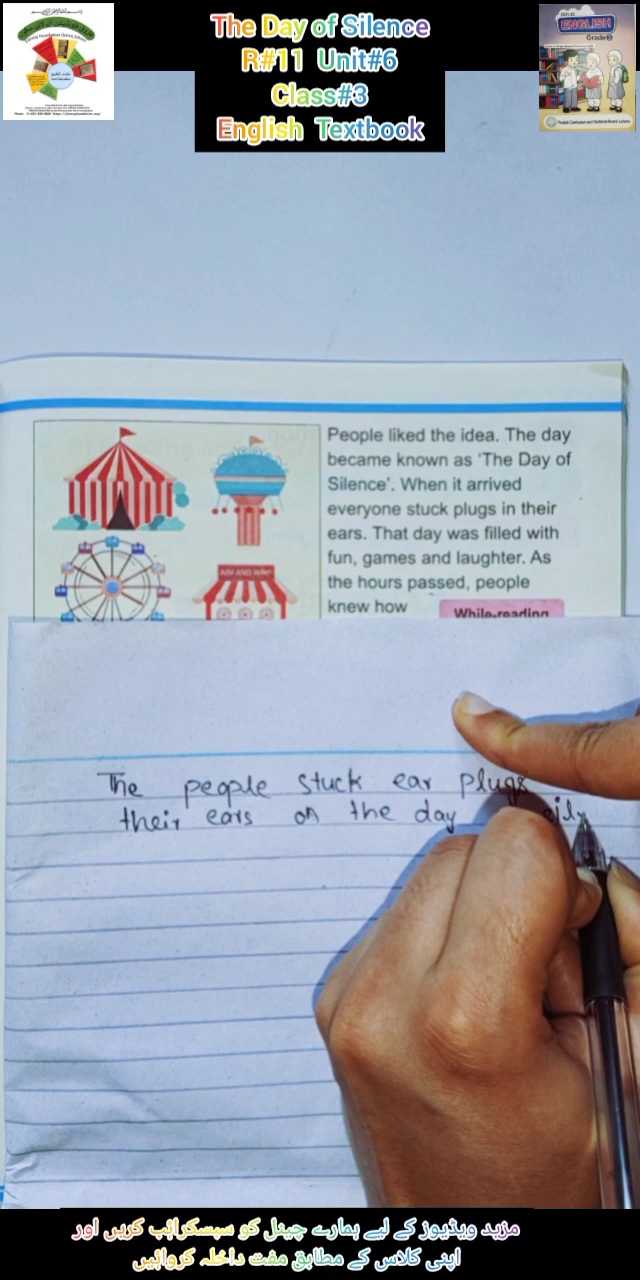 The Day of Silence
R#11 Unit#6
Class#3
English Textbook
ENGLISH
Grade 3
People liked the idea. The day
became known as ‘The Day of
Silence’. When it arrived
everyone stuck plugs in their
ears. That day was filled with
fun, games and laughter. As
the hours passed, people
knew how
While-reading
The people stuck ear plugs
their ears on the day
مزید ویڈیوز کے لیے ہمارے چینل کو سبسکرائب کریں اور
اپنی کلاس کے مطابق مفت داخلہ کروائیں